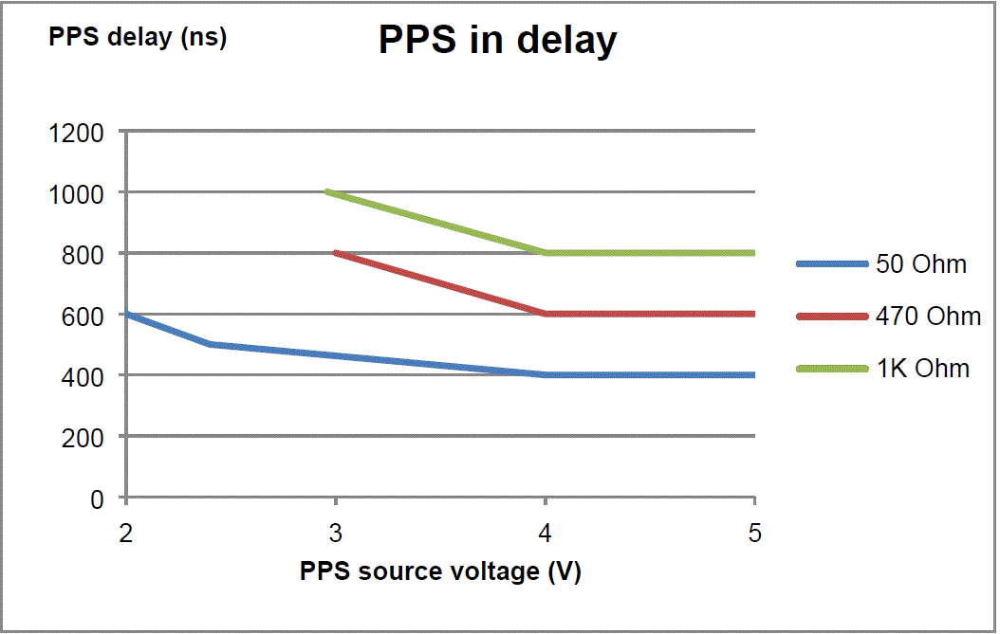 PPS delay (ns)
PPS in delay
1200
1000
800
600
400
200
0
2 3 4 5
PPS source voltage (V)
50 Ohm
470 Ohm
1K Ohm